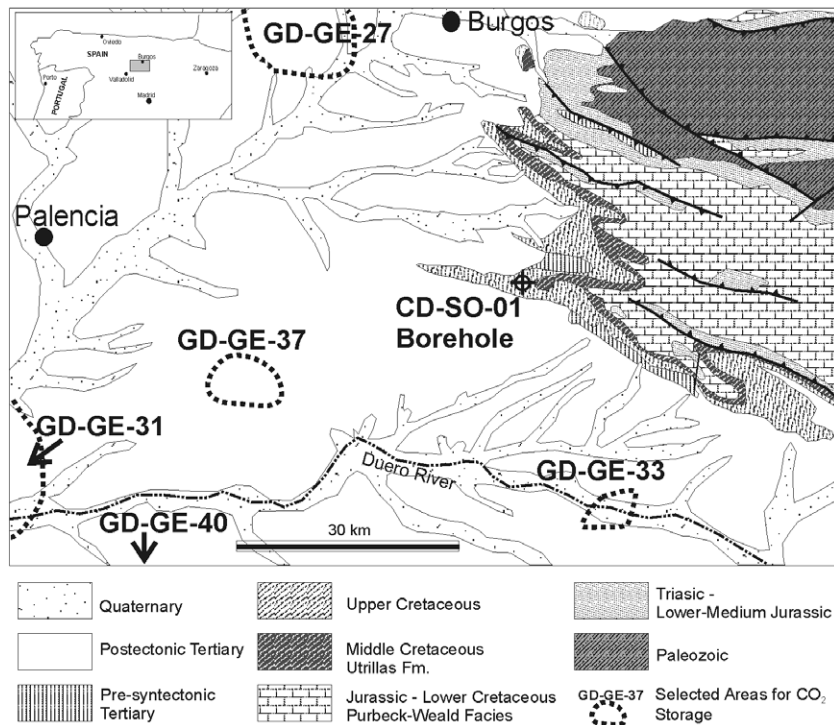 GD-GE-27
Burgos
SPAIN
Oviedo
Burgos
Zaragoza
Porto
Valladolid
Madrid
PORTUGAL
Palencia
CD-SO-01
Borehole
GD-GE-37
GD-GE-31
Duero River
GD-GE-33
GD-GE-40
30 km
Quaternary
Upper Cretaceous
Triasic -
Lower-Medium Jurassic
Postectonic Tertiary
Middle Cretaceous
Utrillas Fm.
Paleozoic
Pre-syntectonic
Tertiary
Jurassic - Lower Cretaceous
Purbeck-Weald Facies
GD-GE-37
Selected Areas for CO₂
Storage